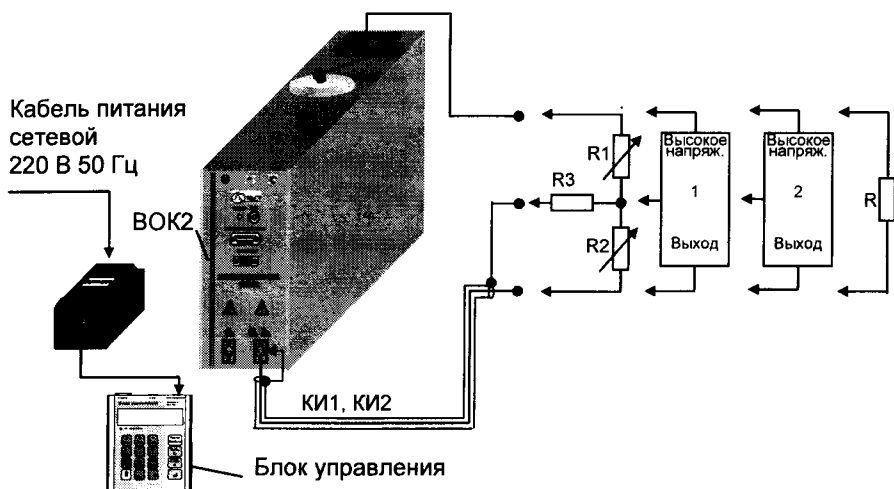 Кабель питания
сетевой
220 В 50 Гц
ВОК2
КИ1, КИ2
Блок управления
R1
R3
R2
Высокое
напряж.
1
Выход
Высокое
напряж.
2
Выход
R